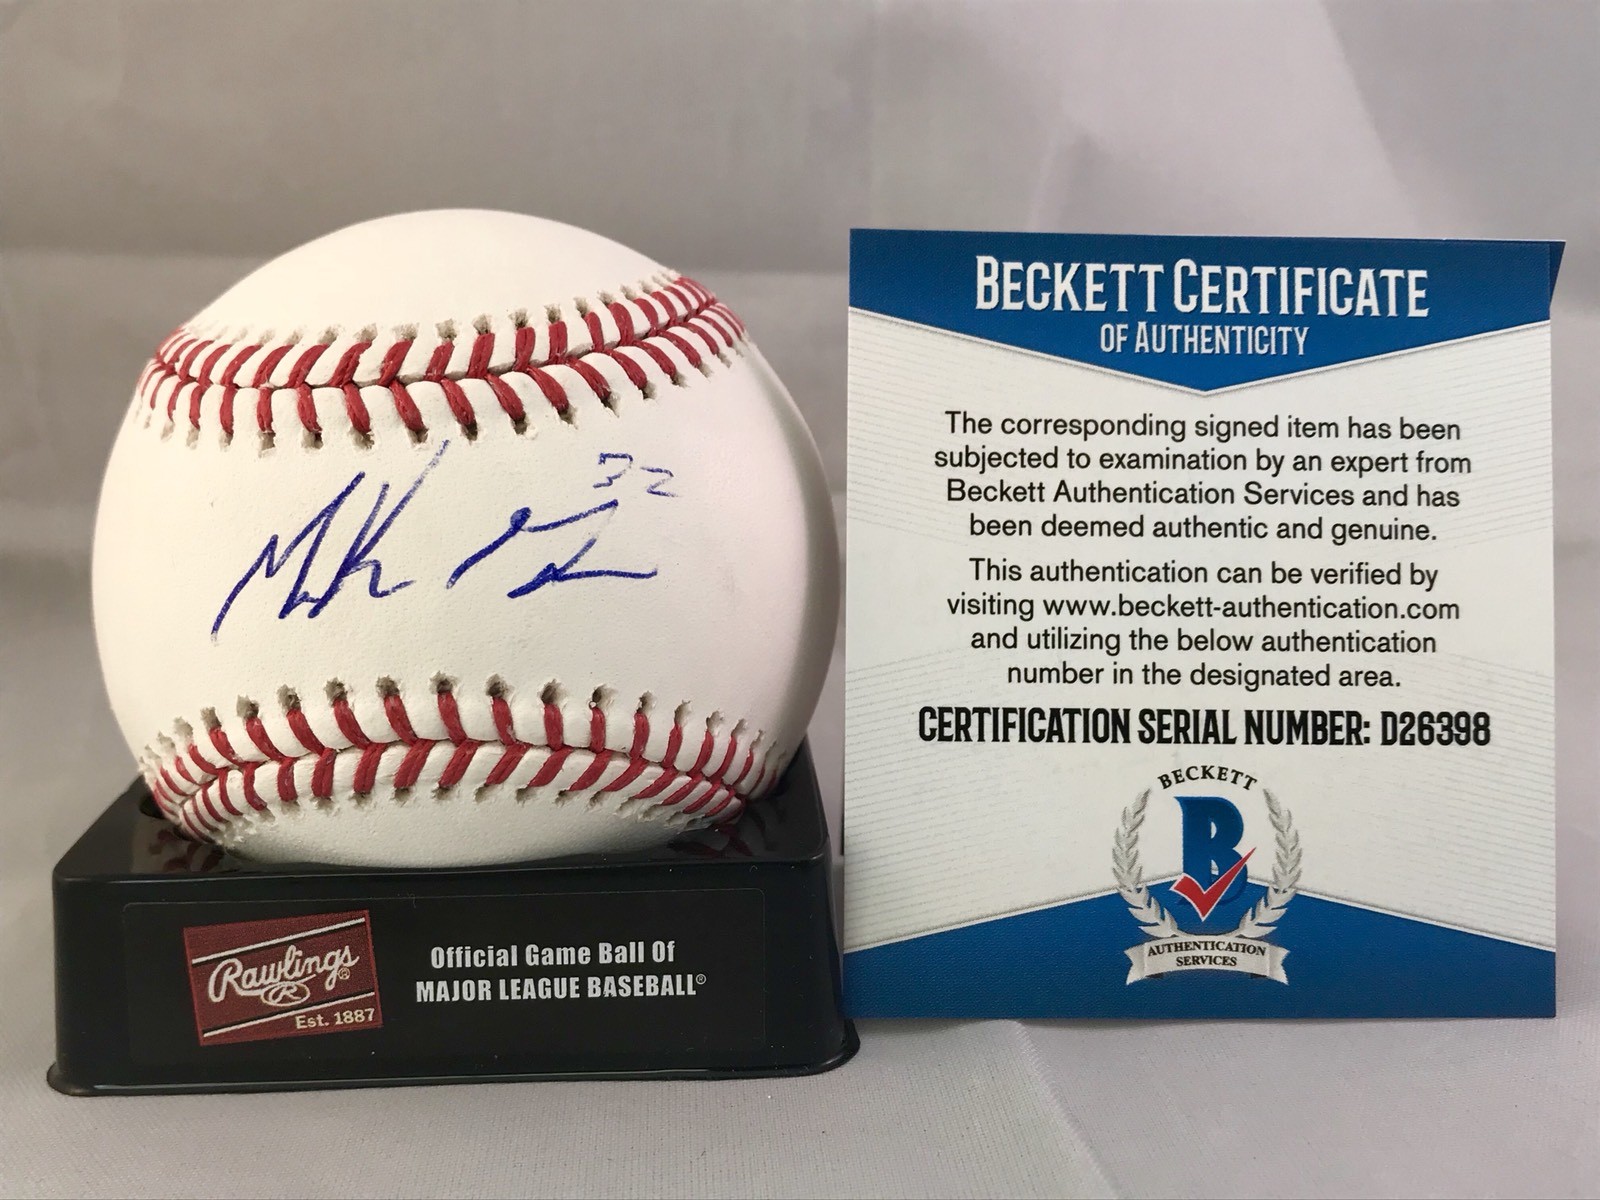 32
Rawlings®
R
Est. 1887
Official Game Ball Of
MAJOR LEAGUE BASEBALL®
BECKETT CERTIFICATE
OF AUTHENTICITY
The corresponding signed item has been
subjected to examination by an expert from
Beckett Authentication Services and has
been deemed authentic and genuine.
This authentication can be verified by
visiting www.beckett-authentication.com
and utilizing the below authentication
number in the designated area.
CERTIFICATION SERIAL NUMBER: D26398
BECKETT
B
AUTHENTICATION
SERVICES